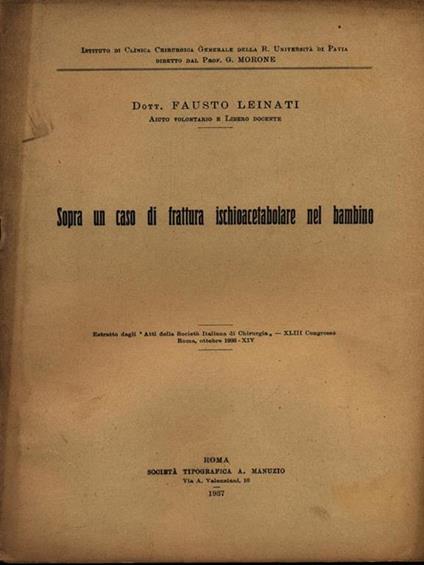 Istituto di Clinica Chirurgica Generale della R. Università di Pavia
diretto dal Prof. G. MORONE
Dott. FAUSTO LEINATI
Aiuto volontario e Libero docente
Sopra un caso di frattura ischioacetabolare nel bambino
Estratto dagli "Atti della Società Italiana di Chirurgia„ — XLIII Congresso
Roma, ottobre 1936-XIV
ROMA
SOCIETÀ TIPOGRAFICA A. MANUZIO
Via A. Valenziani, 16
1937